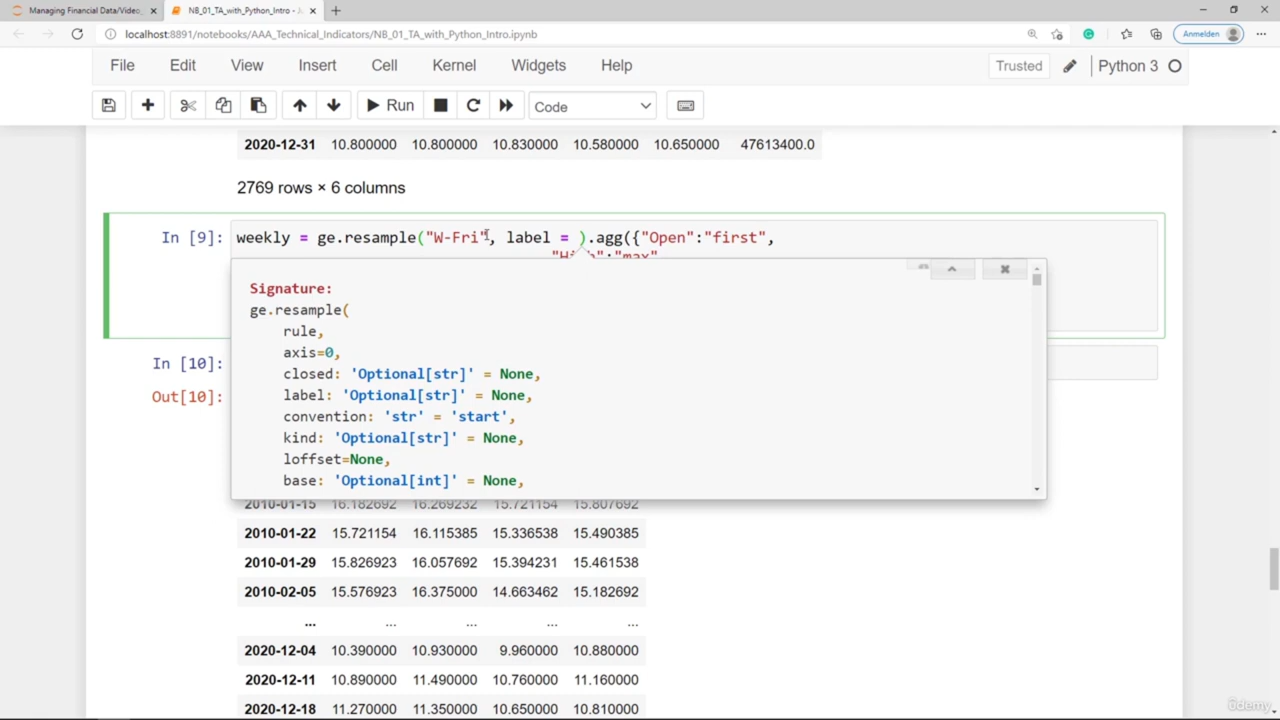 Managing Financial Data/Video_
NB_01_TA_with_Python_Intro - J
localhost:8891/notebooks/AAA_Technical_Indicators/NB_01_TA_with_Python_Intro.ipynb
Anmelden
File Edit View Insert Cell Kernel Widgets Help
Trusted Python 3
Run Code
2020-12-31 10.800000 10.800000 10.830000 10.580000 10.650000 47613400.0
2769 rows × 6 columns
In [9]: weekly = ge.resample("W-Fri", label = ).agg({"Open":"first",
"High":"max"
Signature:
ge.resample(
rule,
axis=0,
closed: 'Optional[str]' = None,
label: 'Optional[str]' = None,
convention: 'str' = 'start',
kind: 'Optional[str]' = None,
loffset=None,
base: 'Optional[int]' = None,
In [10]:
Out[10]:
2010-01-15 16.182692 16.269232 15.721154 15.807692
2010-01-22 15.721154 16.115385 15.336538 15.490385
2010-01-29 15.826923 16.057692 15.394231 15.461538
2010-02-05 15.576923 16.375000 14.663462 15.182692
... ... ... ... ...
2020-12-04 10.390000 10.930000 9.960000 10.880000
2020-12-11 10.890000 11.490000 10.760000 11.160000
2020-12-18 11.270000 11.350000 10.650000 10.810000
ûdemy